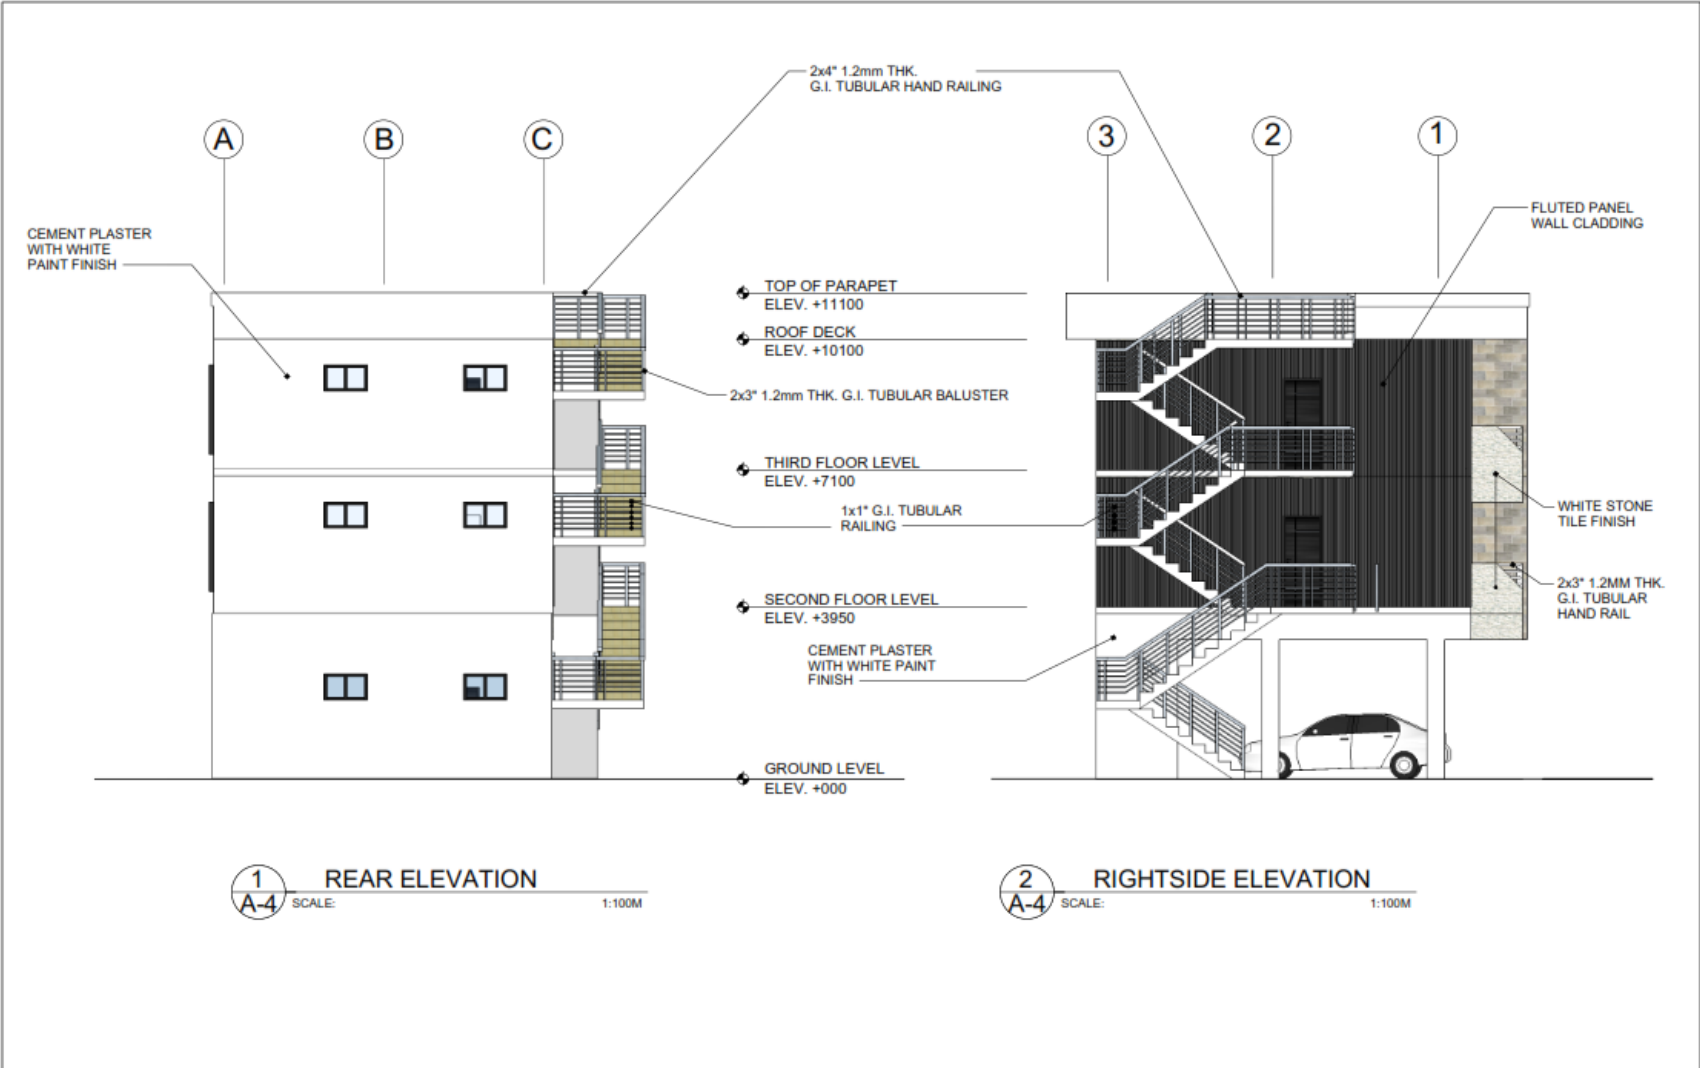 2x4" 1.2mm THK.
G.I. TUBULAR HAND RAILING
A
B
C
3
2
1
CEMENT PLASTER
WITH WHITE
PAINT FINISH
FLUTED PANEL
WALL CLADDING
TOP OF PARAPET
ELEV. +11100
ROOF DECK
ELEV. +10100
2x3" 1.2mm THK. G.I. TUBULAR BALUSTER
THIRD FLOOR LEVEL
ELEV. +7100
1x1" G.I. TUBULAR
RAILING
WHITE STONE
TILE FINISH
2x3" 1.2MM THK.
G.I. TUBULAR
HAND RAIL
SECOND FLOOR LEVEL
ELEV. +3950
CEMENT PLASTER
WITH WHITE PAINT
FINISH
GROUND LEVEL
ELEV. +000
1
A-4
REAR ELEVATION
SCALE:
1:100M
2
A-4
RIGHTSIDE ELEVATION
SCALE:
1:100M